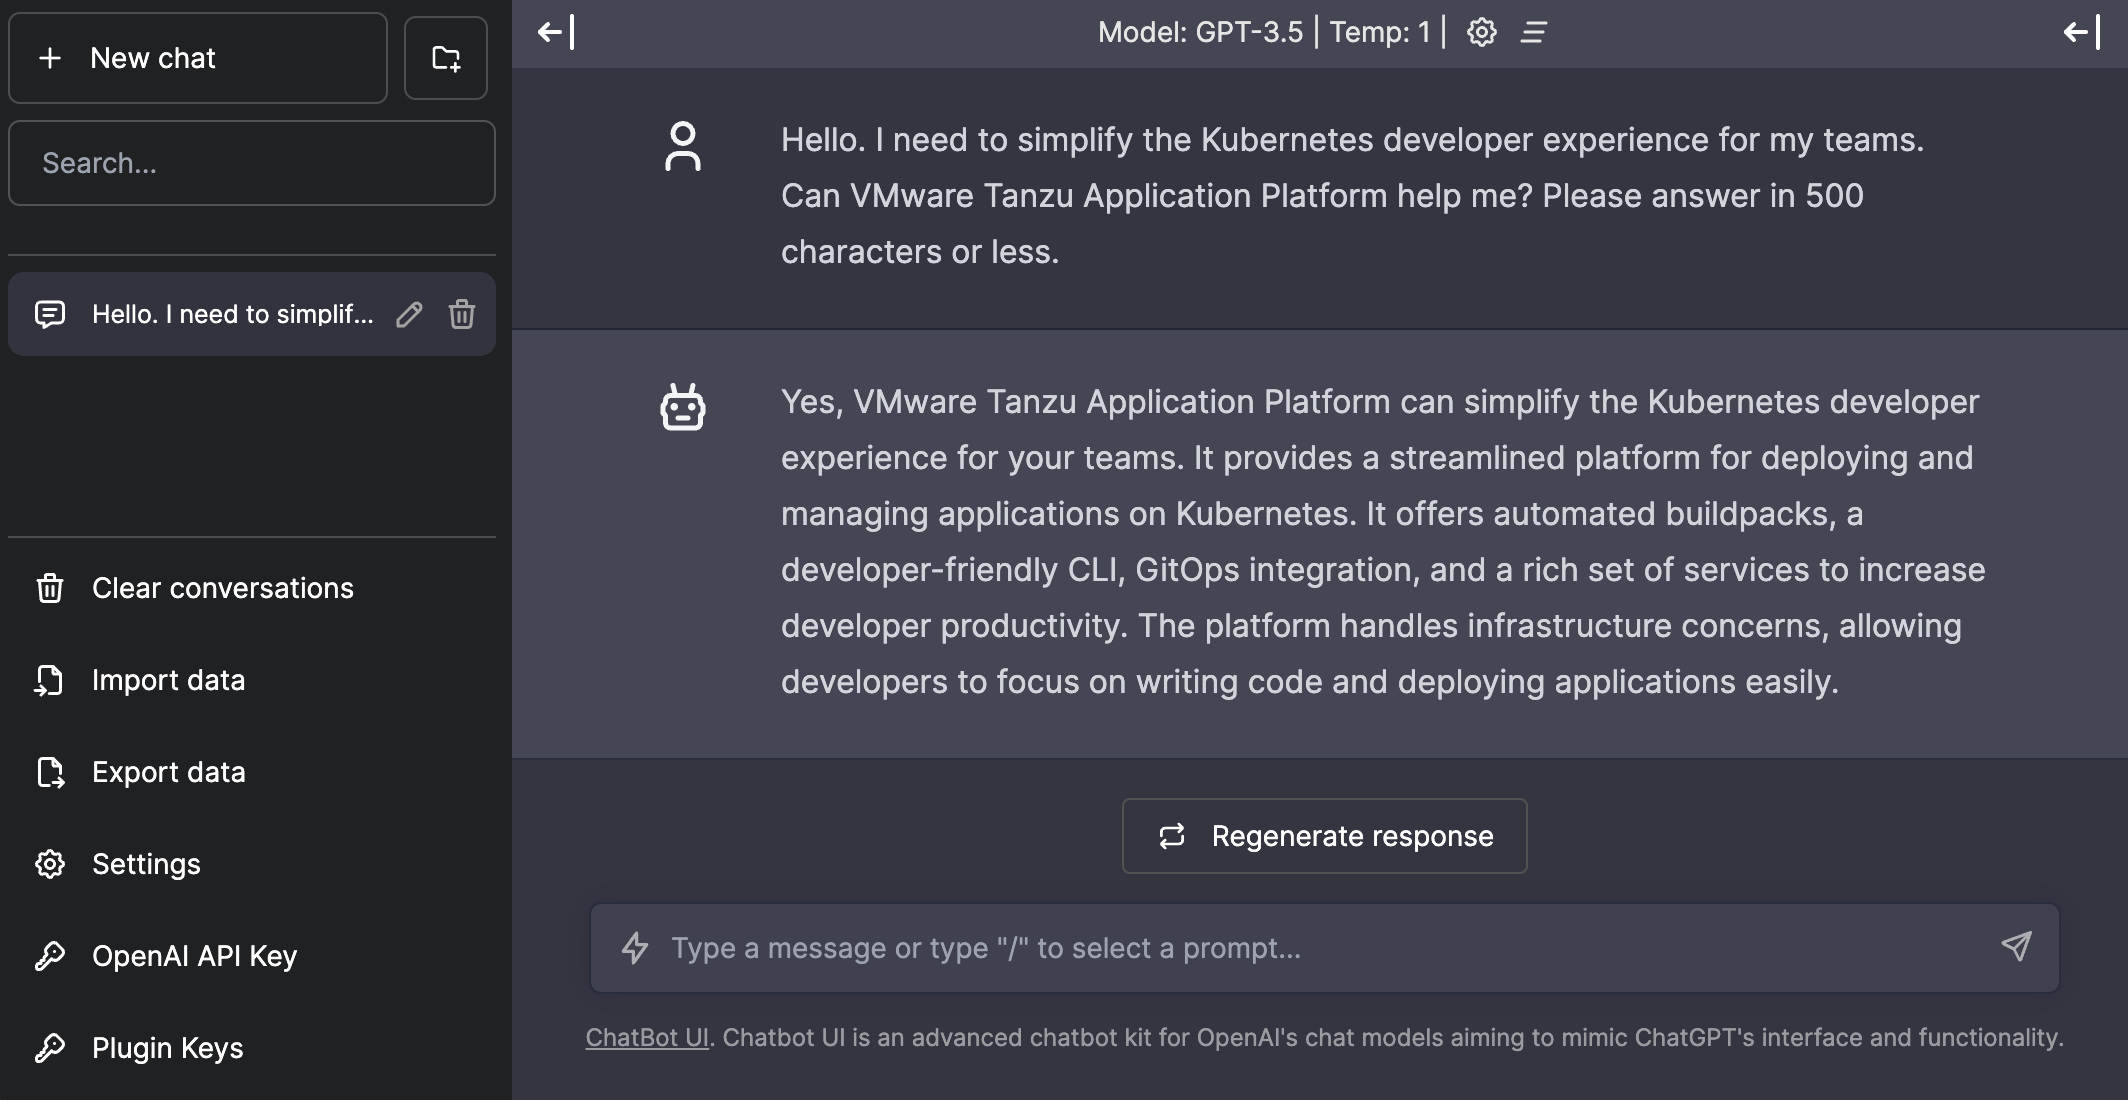 New chat
Search...
Hello. I need to simplif...
Clear conversations
Import data
Export data
Settings
OpenAI API Key
Plugin Keys
Model: GPT-3.5 | Temp: 1 |
Hello. I need to simplify the Kubernetes developer experience for my teams.
Can VMware Tanzu Application Platform help me? Please answer in 500
characters or less.
Yes, VMware Tanzu Application Platform can simplify the Kubernetes developer
experience for your teams. It provides a streamlined platform for deploying and
managing applications on Kubernetes. It offers automated buildpacks, a
developer-friendly CLI, GitOps integration, and a rich set of services to increase
developer productivity. The platform handles infrastructure concerns, allowing
developers to focus on writing code and deploying applications easily.
Regenerate response
Type a message or type "/" to select a prompt...
ChatBot UI. Chatbot UI is an advanced chatbot kit for OpenAI's chat models aiming to mimic ChatGPT's interface and functionality.